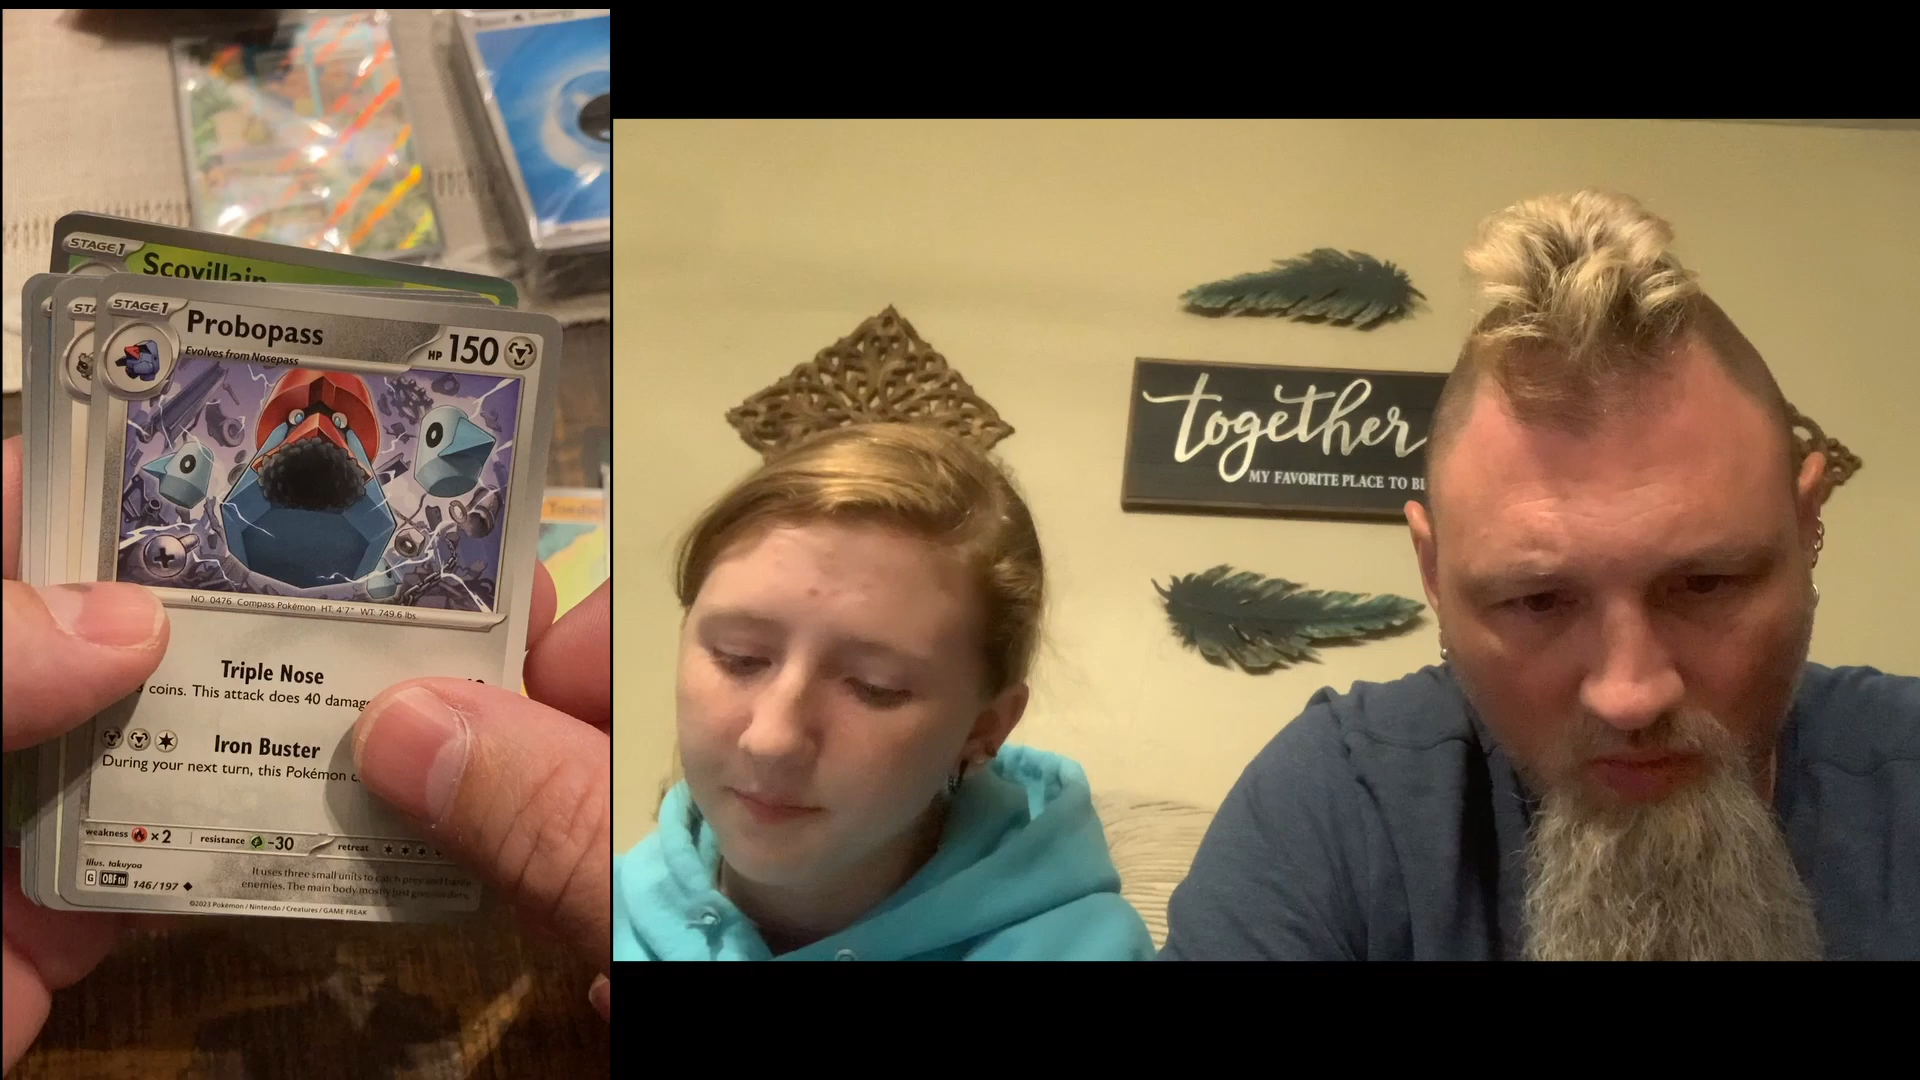 STAGE 1
Scovillain
STAGE 1
Probopass
Evolves from Nosepass
HP 150
NO. 0476 Compass Pokémon HT: 4'7" WT: 749.6 lbs.
Triple Nose
coins. This attack does 40 damage
Iron Buster
During your next turn, this Pokémon c
weakness ×2 resistance -30 retreat
Illus. takuyoa
G OBF EN 146/197
It uses three small units to catch prey and battle
enemies. The main body mostly just gives orders.
©2023 Pokémon / Nintendo / Creatures / GAME FREAK
together
MY FAVORITE PLACE TO BE